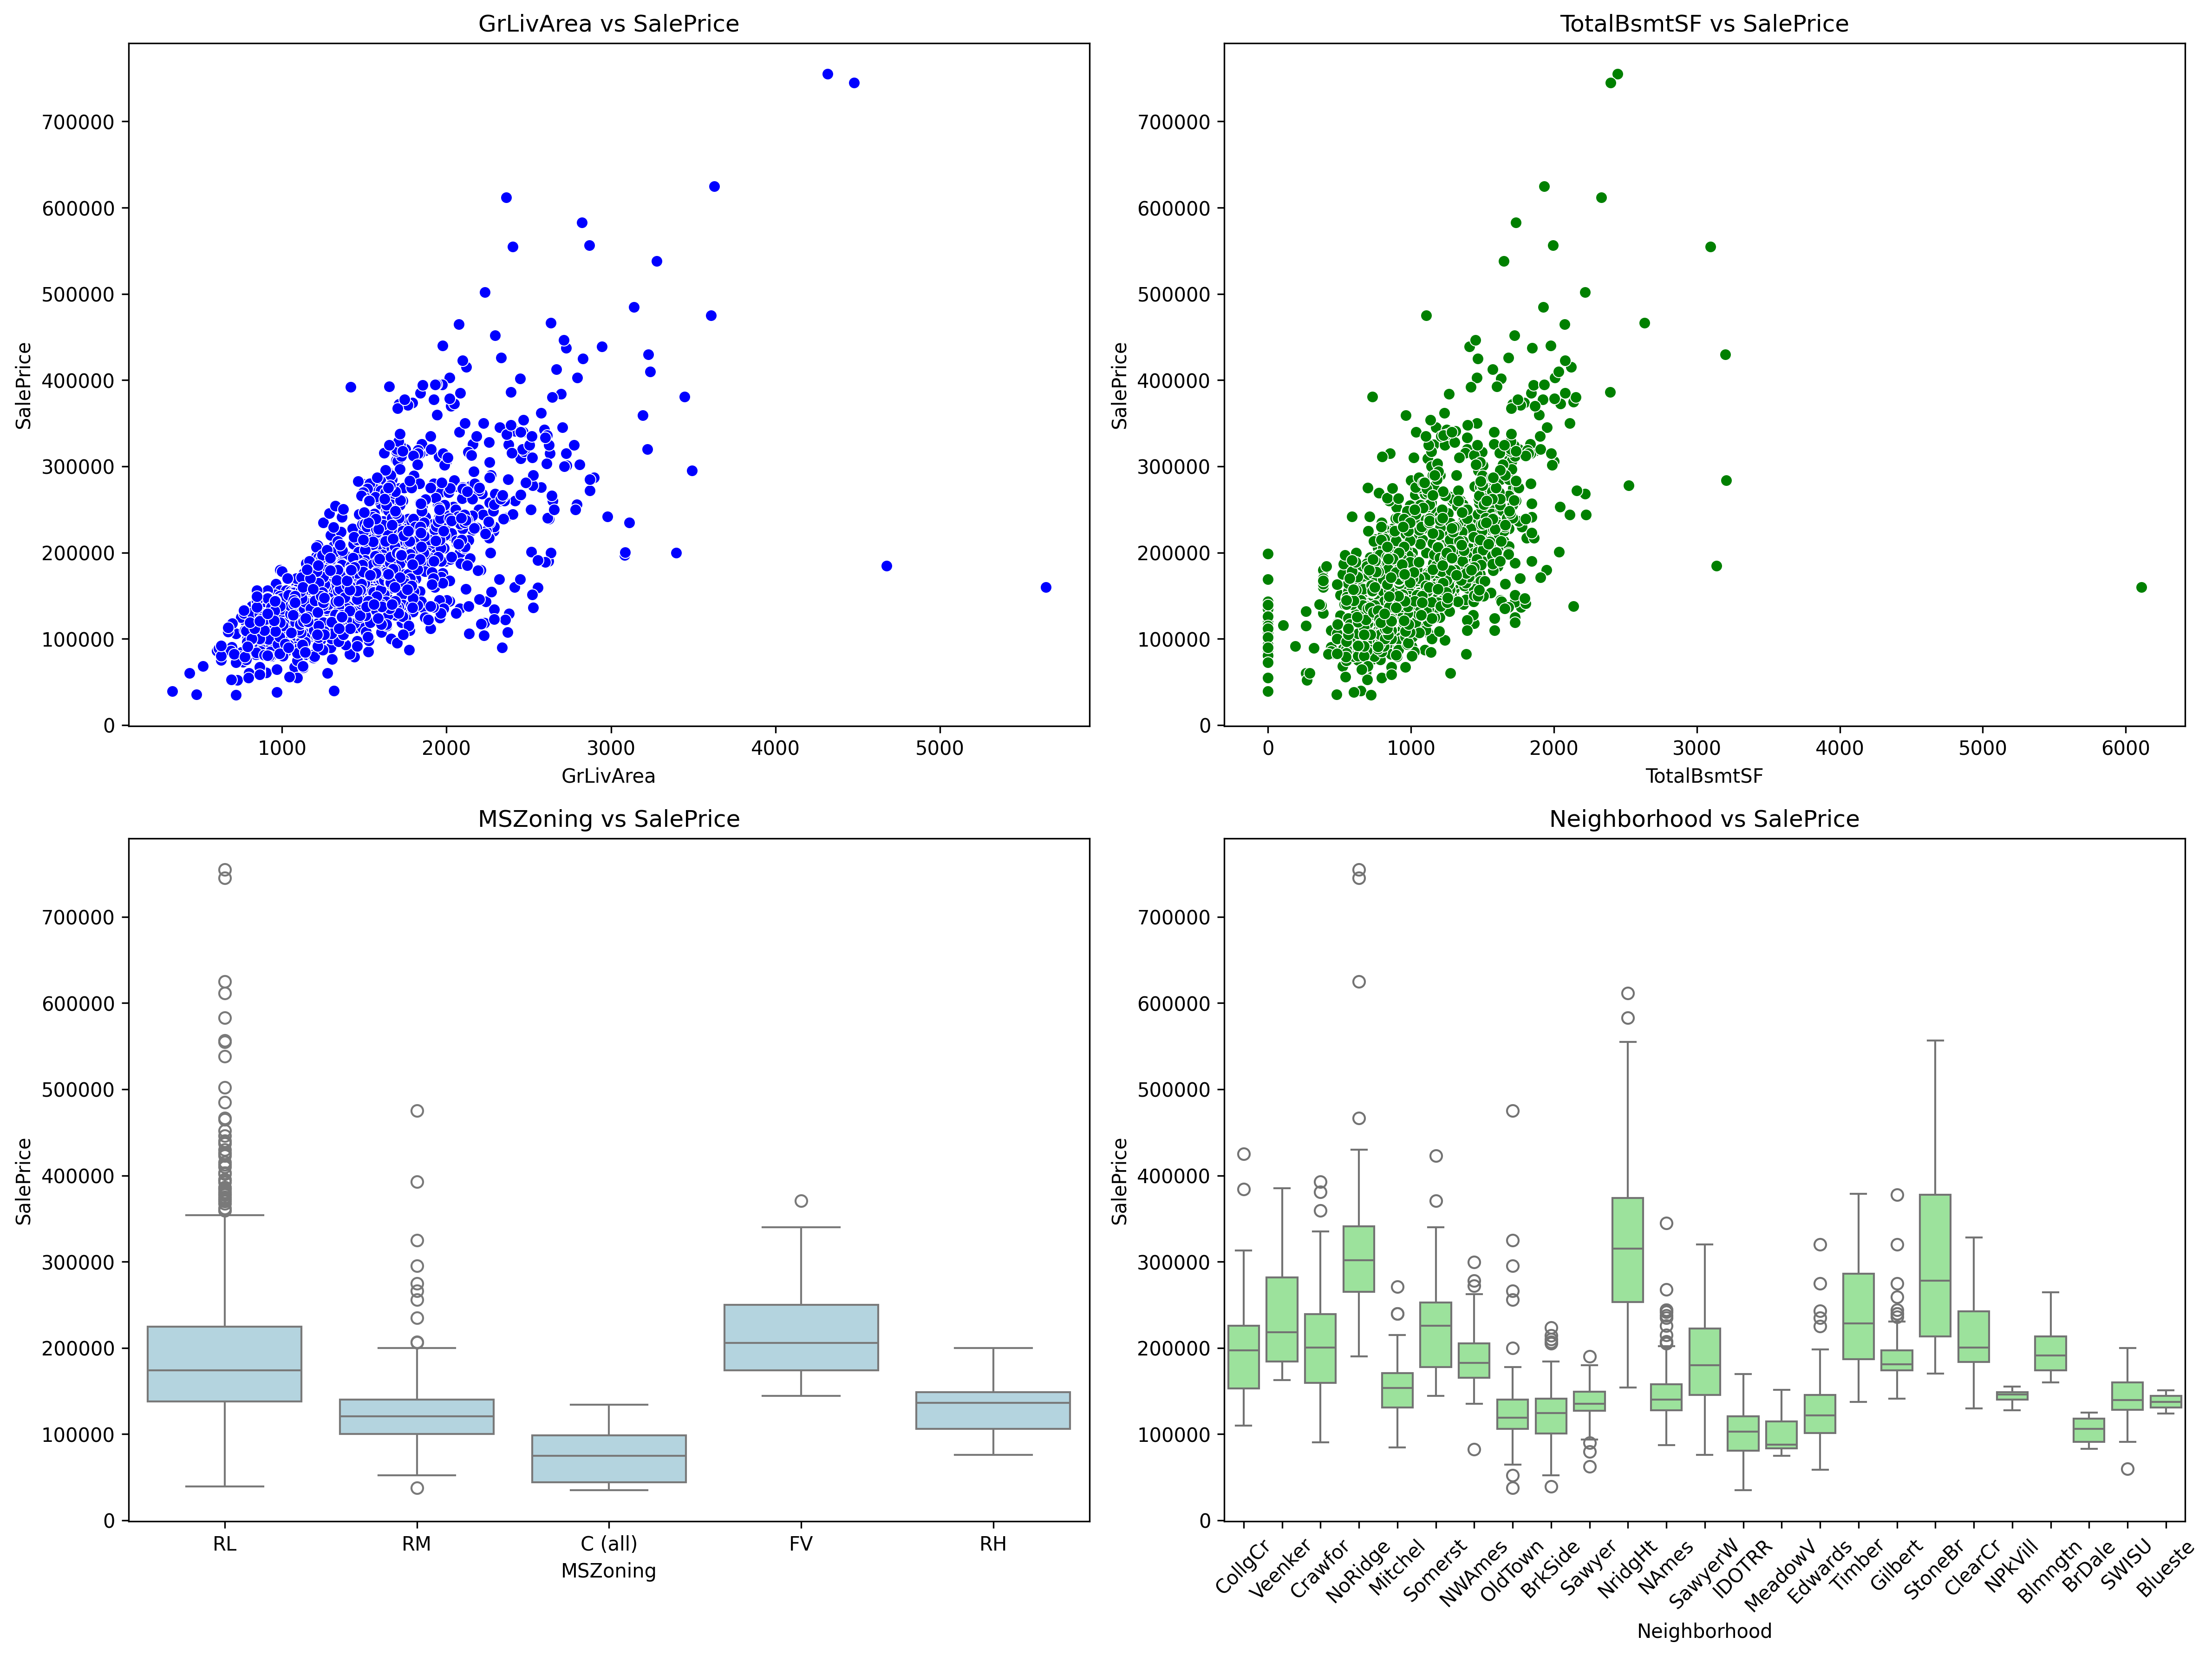 GrLivArea vs SalePrice
SalePrice
700000
600000
500000
400000
300000
200000
100000
0
1000 2000 3000 4000 5000
GrLivArea
TotalBsmtSF vs SalePrice
SalePrice
700000
600000
500000
400000
300000
200000
100000
0
0 1000 2000 3000 4000 5000 6000
TotalBsmtSF
MSZoning vs SalePrice
SalePrice
700000
600000
500000
400000
300000
200000
100000
0
RL RM C (all) FV RH
MSZoning
Neighborhood vs SalePrice
SalePrice
700000
600000
500000
400000
300000
200000
100000
0
CollgCr Veenker Crawfor NoRidge Mitchel Somerst NWAmes OldTown BrkSide Sawyer NridgHt NAmes SawyerW IDOTRR MeadowV Edwards Timber Gilbert StoneBr ClearCr NPkVill Blmngtn BrDale SWISU Blueste
Neighborhood